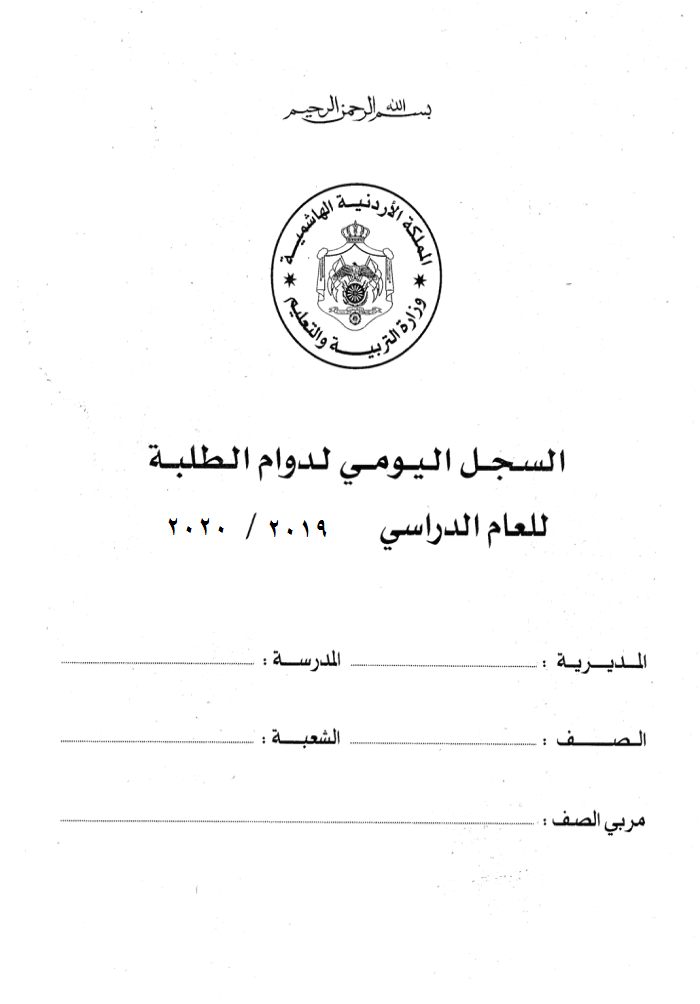 بسم الله الرحمن الرحيم
المملكة الأردنية الهاشمية
وزارة التربية والتعليم
السجل اليومي لدوام الطلبة
للعام الدراسي ٢٠١٩ / ٢٠٢٠
المديرية : المدرسة :
الصف : الشعبة :
مربي الصف :